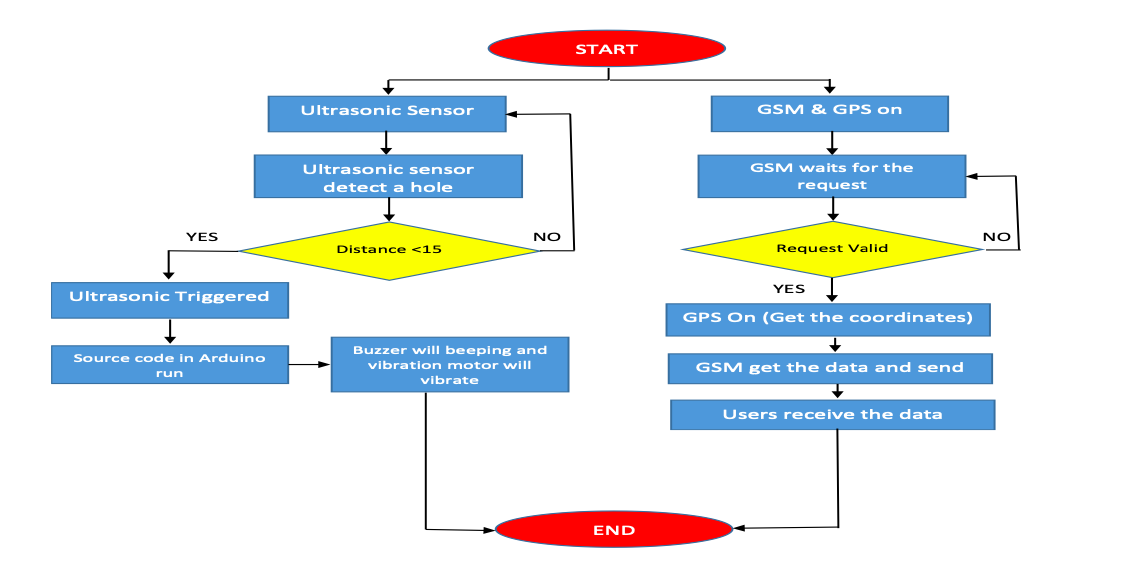 START
Ultrasonic Sensor
GSM & GPS on
Ultrasonic sensor
detect a hole
GSM waits for the
request
YES
Distance <15
NO
Request Valid
NO
YES
Ultrasonic Triggered
GPS On (Get the coordinates)
Source code in Arduino
run
Buzzer will beeping and
vibration motor will
vibrate
GSM get the data and send
Users receive the data
END